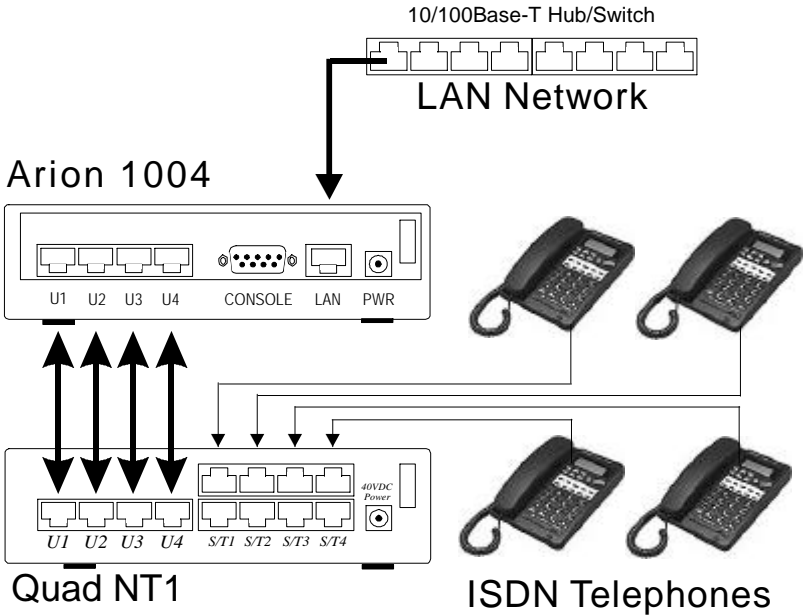 10/100Base-T Hub/Switch
LAN Network
Arion 1004
U1 U2 U3 U4 CONSOLE LAN PWR
40VDC
Power
U1 U2 U3 U4 S/T1 S/T2 S/T3 S/T4
Quad NT1
ISDN Telephones